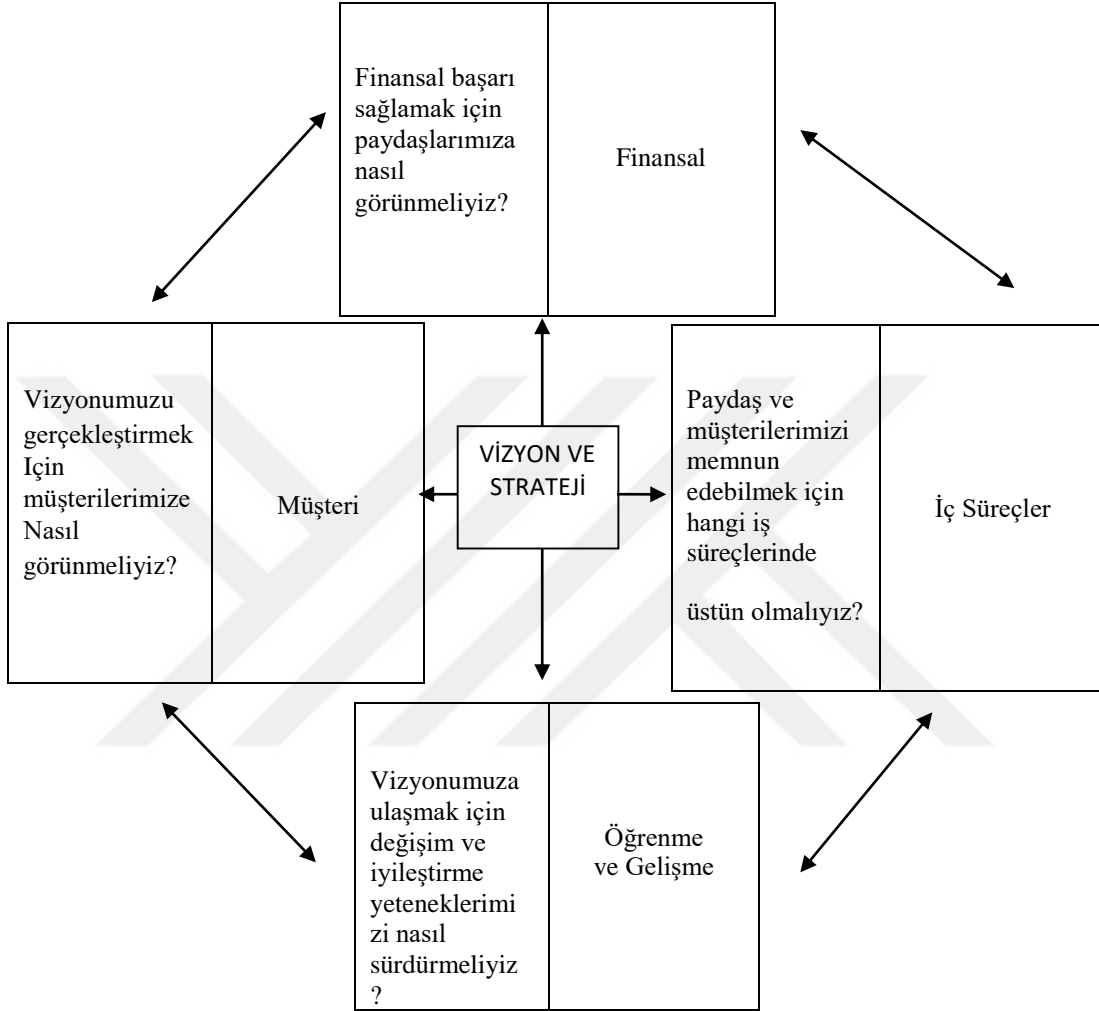 Finansal başarı
sağlamak için
paydaşlarımıza
nasıl
görünmeliyiz?
Finansal
Vizyonumuzu
gerçekleştirmek
Için
müşterilerimize
Nasıl
görünmeliyiz?
Müşteri
VİZYON VE
STRATEJİ
Paydaş ve
müşterilerimizi
memnun
edebilmek için
hangi iş
süreçlerinde
üstün olmalıyız?
İç Süreçler
Vizyonumuza
ulaşmak için
değişim ve
iyileştirme
yeteneklerimi
zi nasıl
sürdürmeliyiz
?
Öğrenme
ve Gelişme